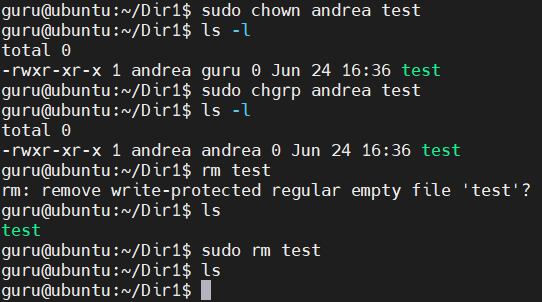 guru@ubuntu:~/Dir1$ sudo chown andrea test
guru@ubuntu:~/Dir1$ ls -l
total 0
-rwxr-xr-x 1 andrea guru 0 Jun 24 16:36 test
guru@ubuntu:~/Dir1$ sudo chgrp andrea test
guru@ubuntu:~/Dir1$ ls -l
total 0
-rwxr-xr-x 1 andrea andrea 0 Jun 24 16:36 test
guru@ubuntu:~/Dir1$ rm test
rm: remove write-protected regular empty file 'test'?
guru@ubuntu:~/Dir1$ ls
test
guru@ubuntu:~/Dir1$ sudo rm test
guru@ubuntu:~/Dir1$ ls
guru@ubuntu:~/Dir1$